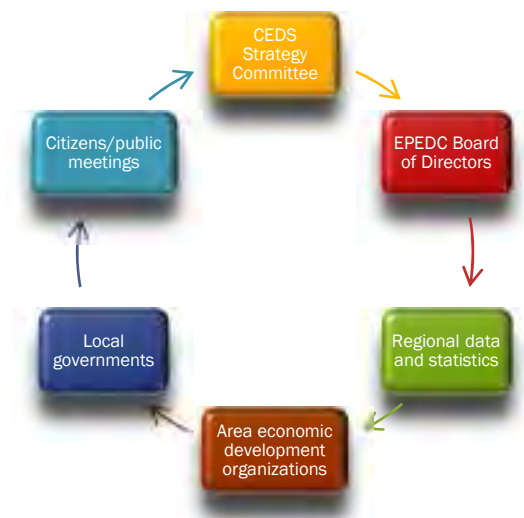 CEDS
Strategy
Committee
EPEDC Board
of Directors
Regional data
and statistics
Area economic
development
organizations
Local
governments
Citizens/public
meetings